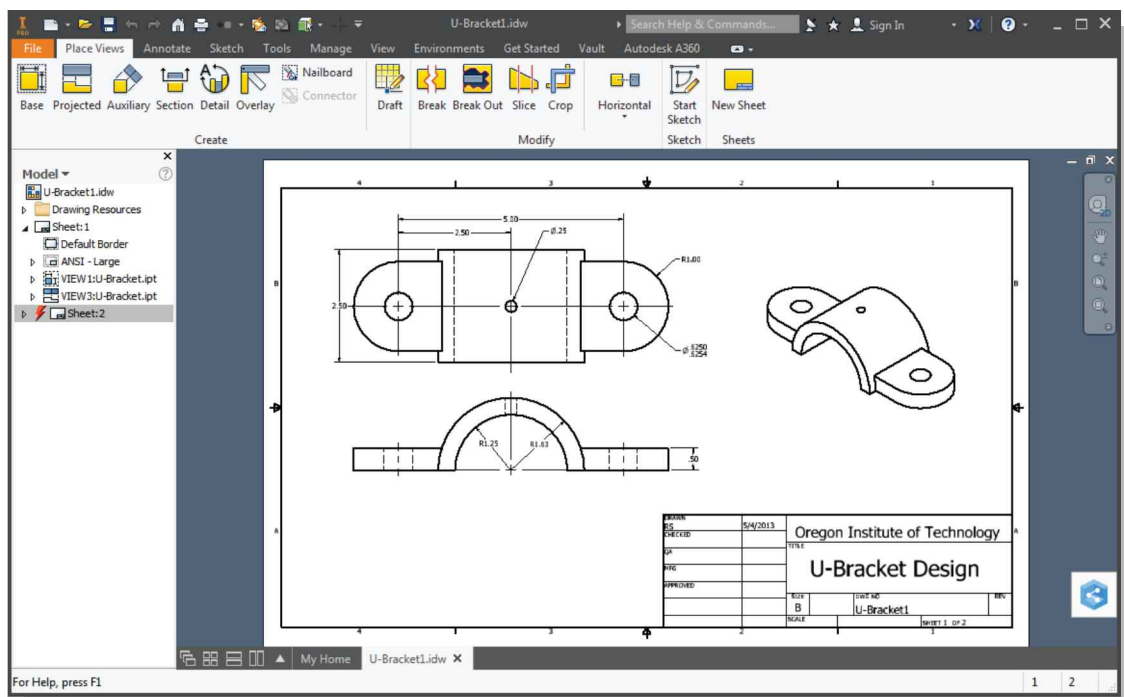 PRO
U-Bracket1.idw
Search Help & Commands...
Sign In
File Place Views Annotate Sketch Tools Manage View Environments Get Started Vault Autodesk A360
Nailboard
Connector
Base Projected Auxiliary Section Detail Overlay Draft Break Break Out Slice Crop Horizontal Start Sketch New Sheet
Create Modify Sketch Sheets
Model
U-Bracket1.idw
Drawing Resources
Sheet:1
Default Border
ANSI - Large
VIEW1:U-Bracket.ipt
VIEW3:U-Bracket.ipt
Sheet:2
4 3 2 1
5.00
2.50
Ø.25
R1.00
B B
2.50
Ø .6250
.6254
R1.25
.50
A A
DRAWN
RS 5/4/2013
CHECKED
QA
MFG
APPROVED
Oregon Institute of Technology
TITLE
U-Bracket Design
SIZE
B
DWG NO
U-Bracket1
REV
SCALE
SHEET 1 OF 2
4 3 2 1
2D
My Home U-Bracket1.idw
For Help, press F1 1 2